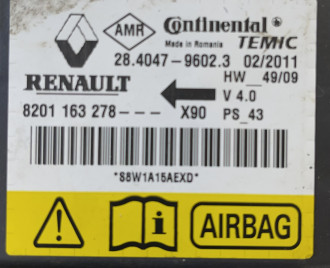 AMR Continental
Made in Romania TEMIC
28.4047-9602.3 02/2011
RENAULT HW__49/09
V 4.0
8201 163 278--- X90 PS_43
*S8W1A15AEXD*
i AIRBAG